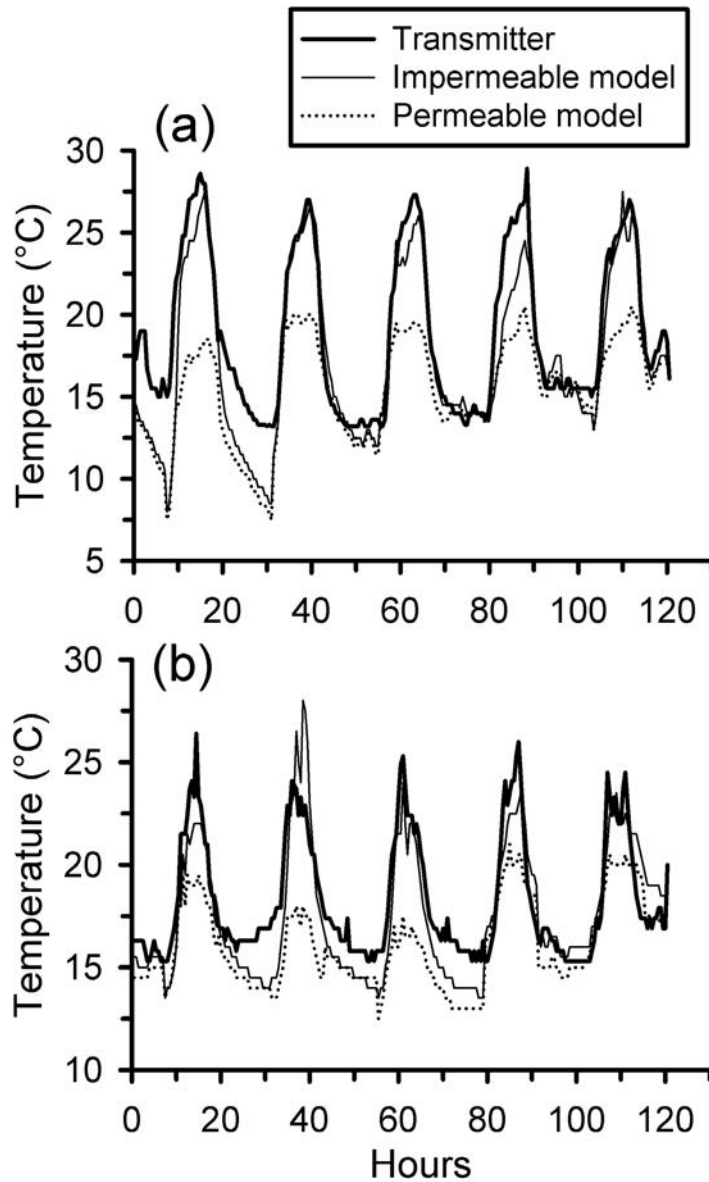 Transmitter
Impermeable model
Permeable model
(a)
30
25
20
15
10
5
Temperature (°C)
0 20 40 60 80 100 120
(b)
30
25
20
15
10
Temperature (°C)
0 20 40 60 80 100 120
Hours